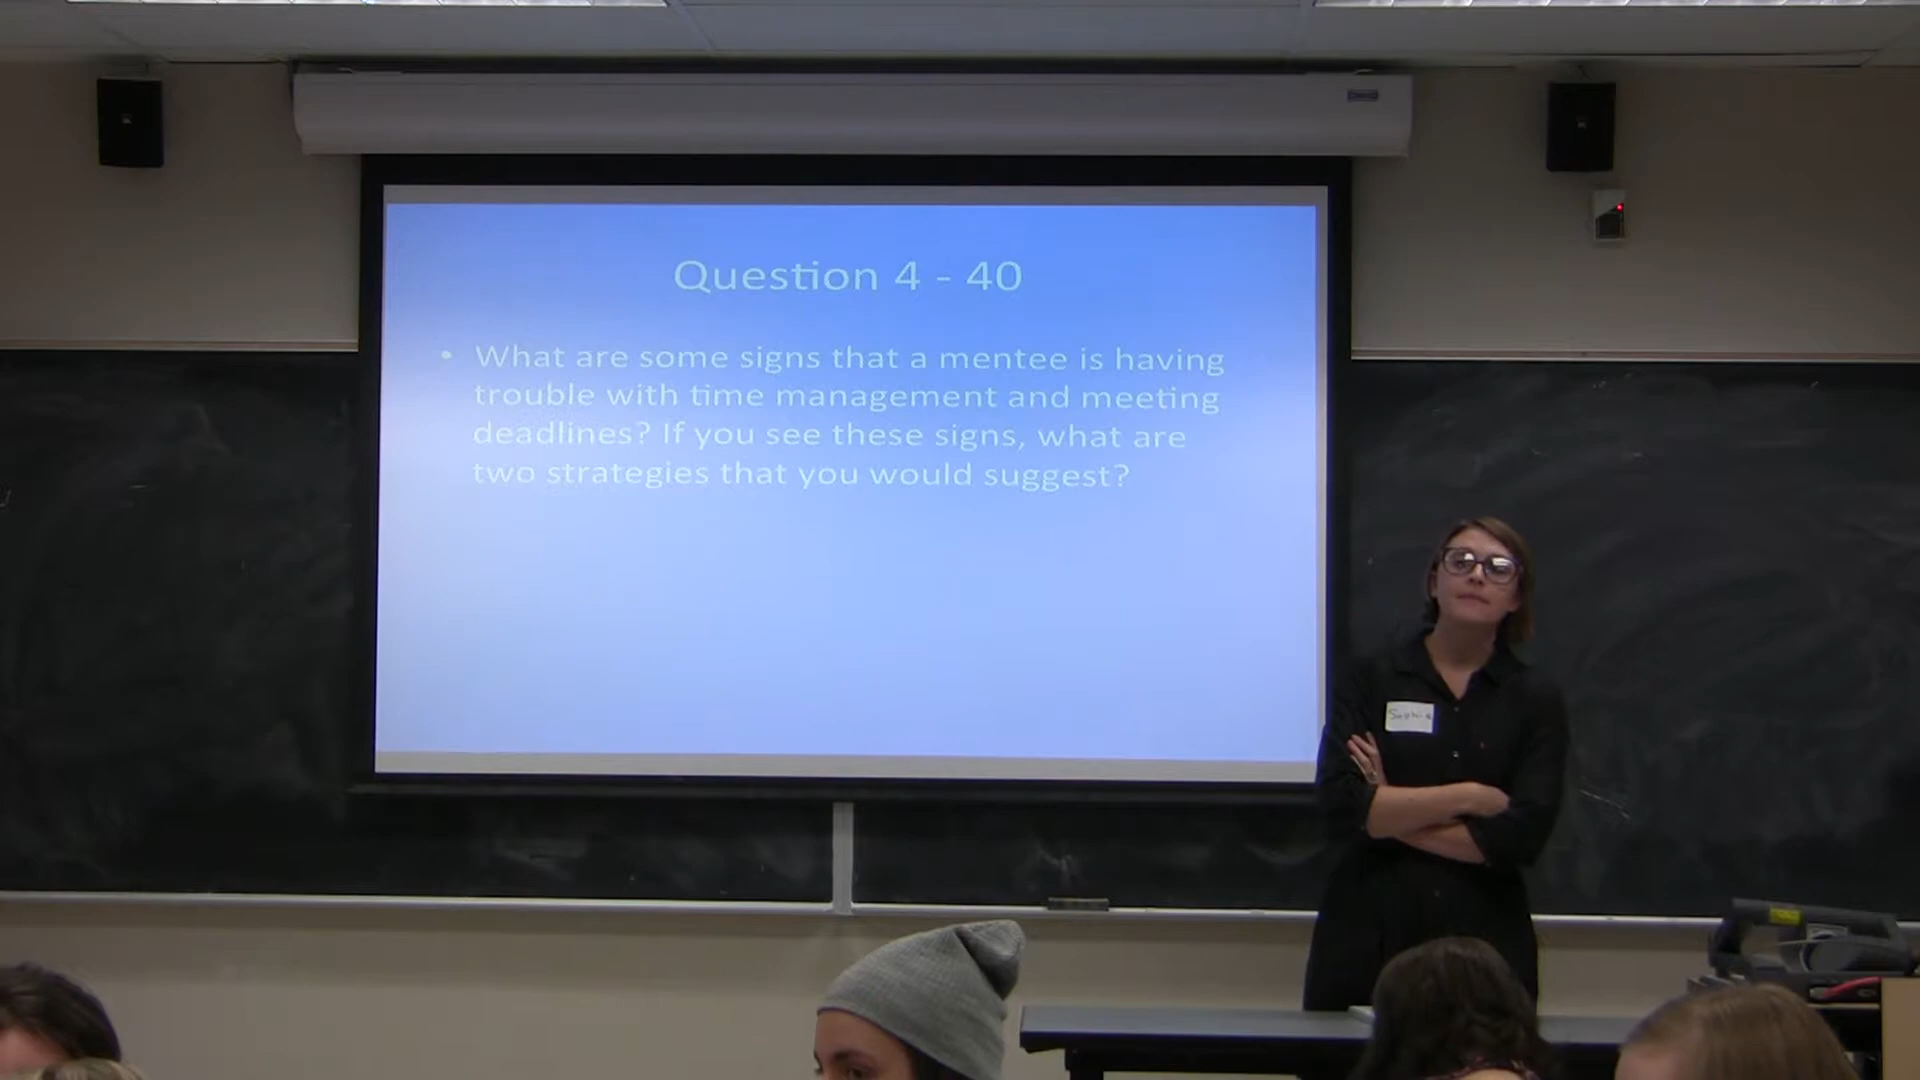 Question 4 - 40
• What are some signs that a mentee is having
trouble with time management and meeting
deadlines? If you see these signs, what are
two strategies that you would suggest?
Sophie